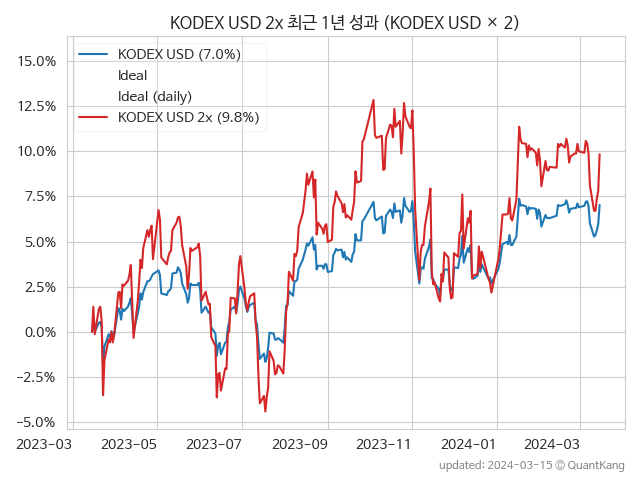 KODEX USD 2x 최근 1년 성과 (KODEX USD × 2)
KODEX USD (7.0%)
Ideal
Ideal (daily)
KODEX USD 2x (9.8%)
15.0%
12.5%
10.0%
7.5%
5.0%
2.5%
0.0%
−2.5%
−5.0%
2023-03
2023-05
2023-07
2023-09
2023-11
2024-01
2024-03
updated: 2024-03-15 © QuantKang